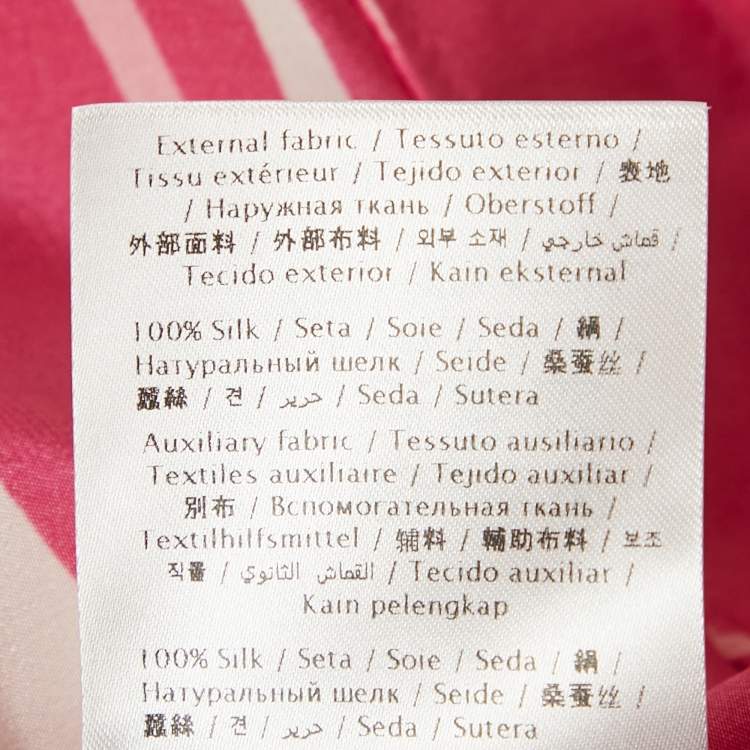 External fabric / Tessuto esterno /
Tissu extérieur / Tejido exterior / 表地
/ Наружная ткань / Oberstoff /
外部面料 / 外部布料 / 외부 소재 / قماش خارجي /
Tecido exterior / Kain eksternal
100% Silk / Seta / Soie / Seda / 絹 /
Натуральный шелк / Seide / 桑蚕丝 /
蠶絲 / 견 / حرير / Seda / Sutera
Auxiliary fabric / Tessuto ausiliario /
Textiles auxiliaire / Tejido auxiliar /
別布 / Вспомогательная ткань /
Textilhilfsmittel / 辅料 / 輔助布料 / 보조
직물 / القماش الثانوي / Tecido auxiliar /
Kain pelengkap
100% Silk / Seta / Soie / Seda / 絹 /
Натуральный шелк / Seide / 桑蚕丝 /
蠶絲 / 견 / حرير / Seda / Sutera